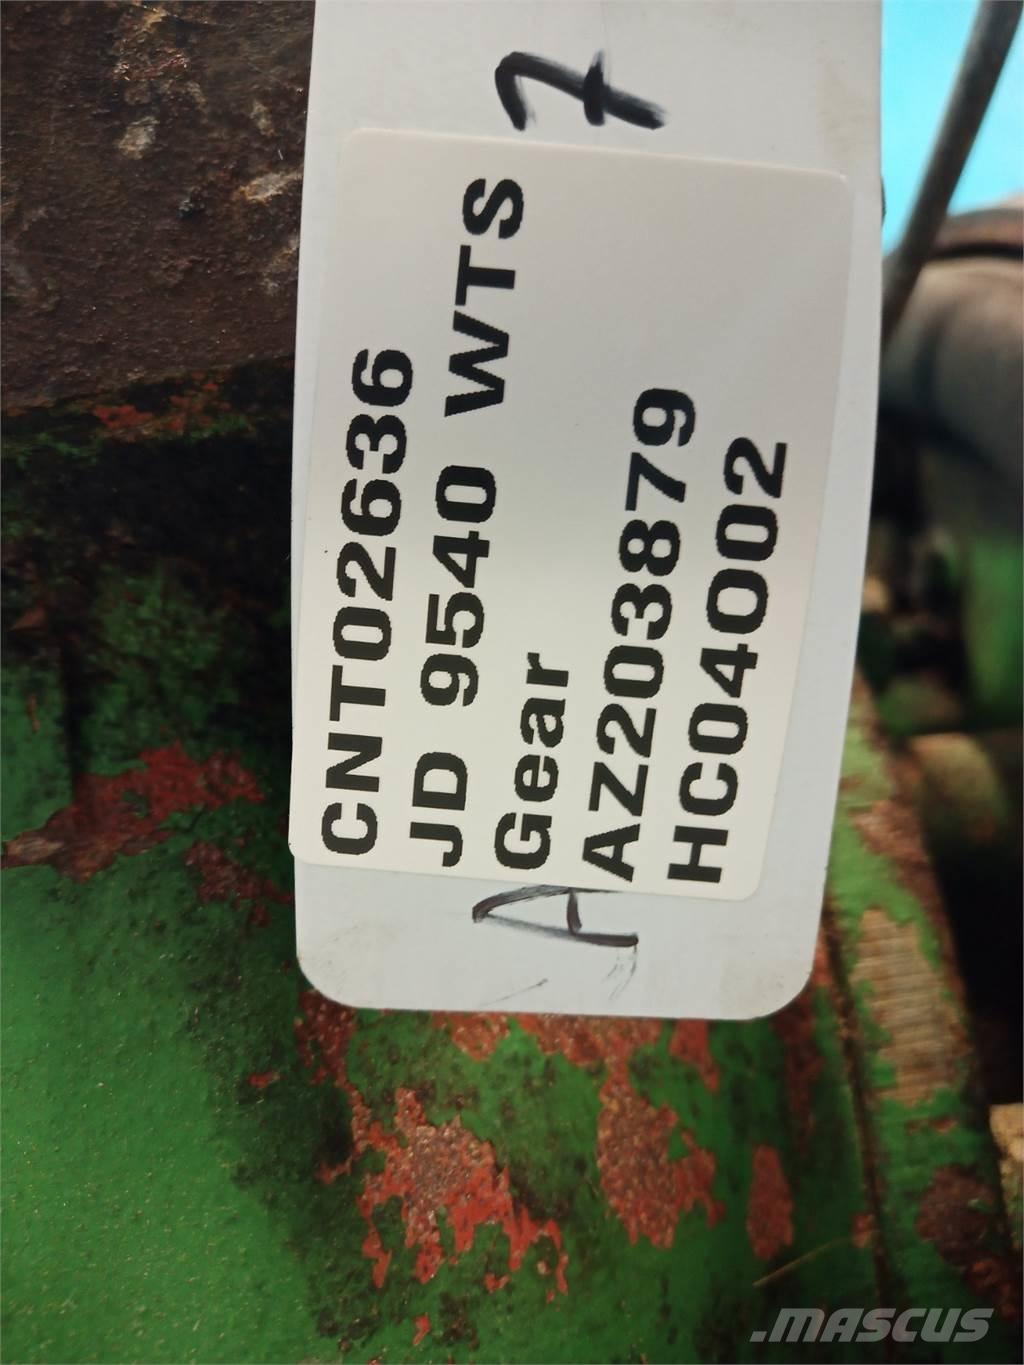 CNT02636
JD 9540 WTS
Gear
AZ203879
HC04002
A
7
.MASCUS